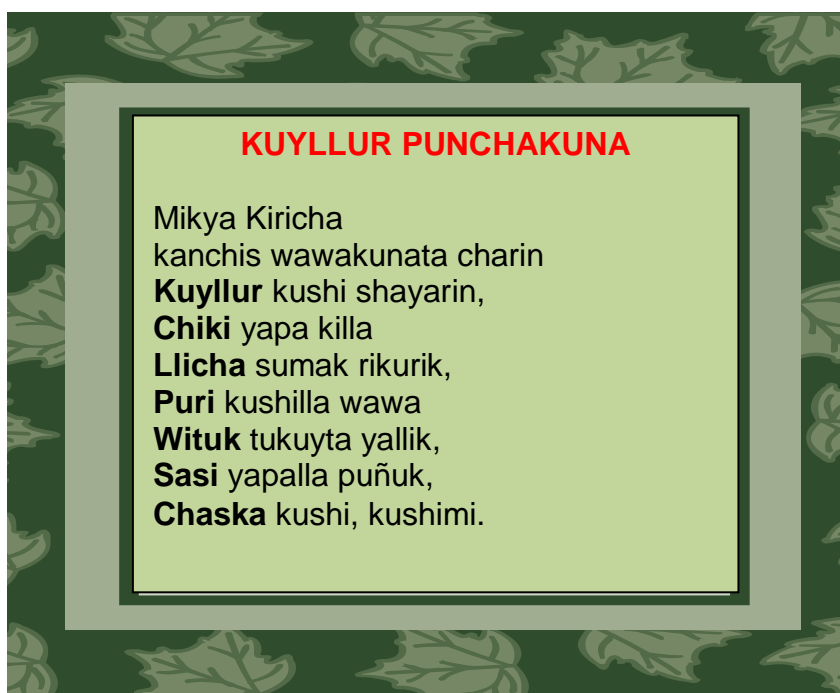 KUYLLUR PUNCHAKUNA
Mikya Kiricha
kanchis wawakunata charin
Kuyllur kushi shayarin,
Chiki yapa killa
Llicha sumak rikurik,
Puri kushilla wawa
Wituk tukuyta yallik,
Sasi yapalla puñuk,
Chaska kushi, kushimi.